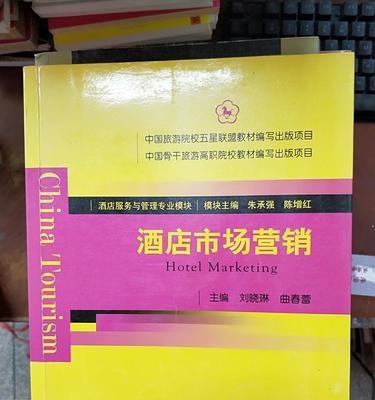 中国旅游院校五星联盟教材编写出版项目
中国骨干旅游高职院校教材编写出版项目
China Tourism
酒店服务与管理专业模块 模块主编 朱承强 陈增红
酒店市场营销
Hotel Marketing
主编 刘晓琳 曲春蕾